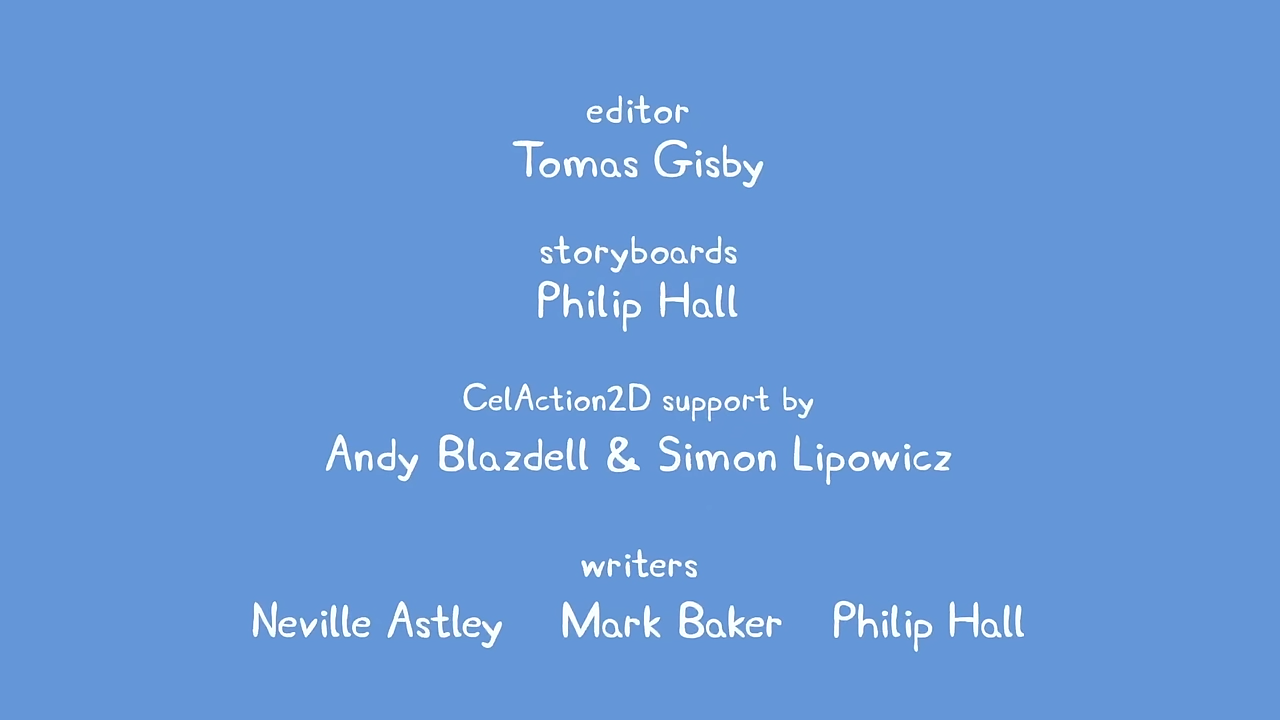 editor
Tomas Gisby
storyboards
Philip Hall
CelAction2D support by
Andy Blazdell & Simon Lipowicz
writers
Neville Astley Mark Baker Philip Hall